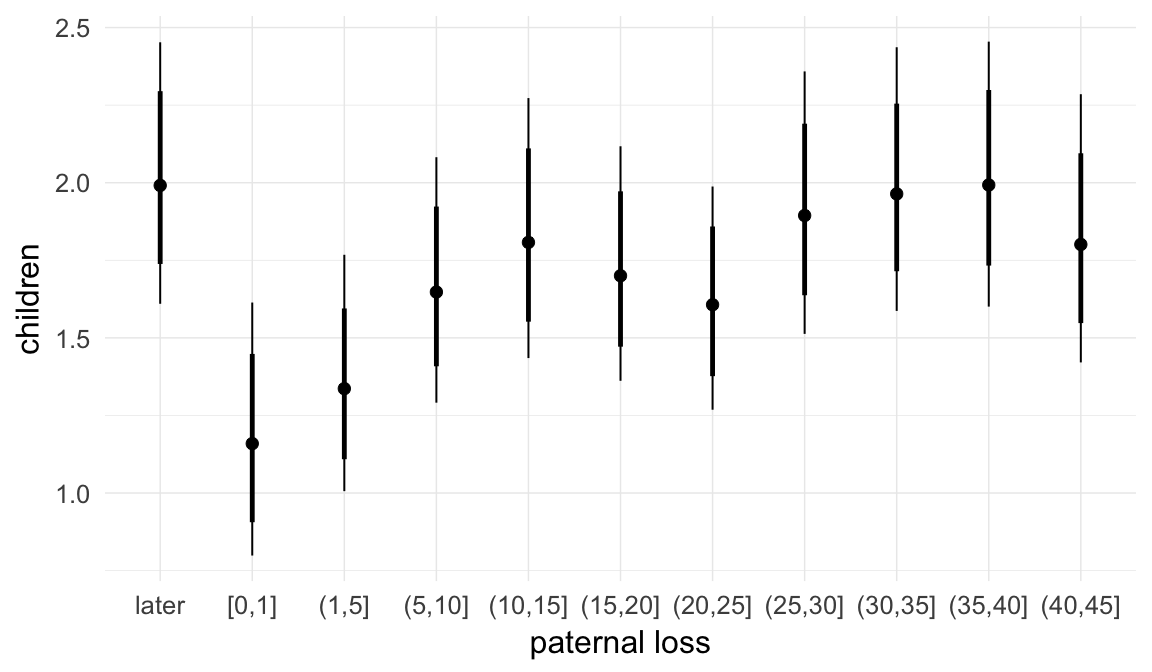 2.5
2.0
1.5
1.0
children
later [0,1] (1,5] (5,10] (10,15] (15,20] (20,25] (25,30] (30,35] (35,40] (40,45]
paternal loss